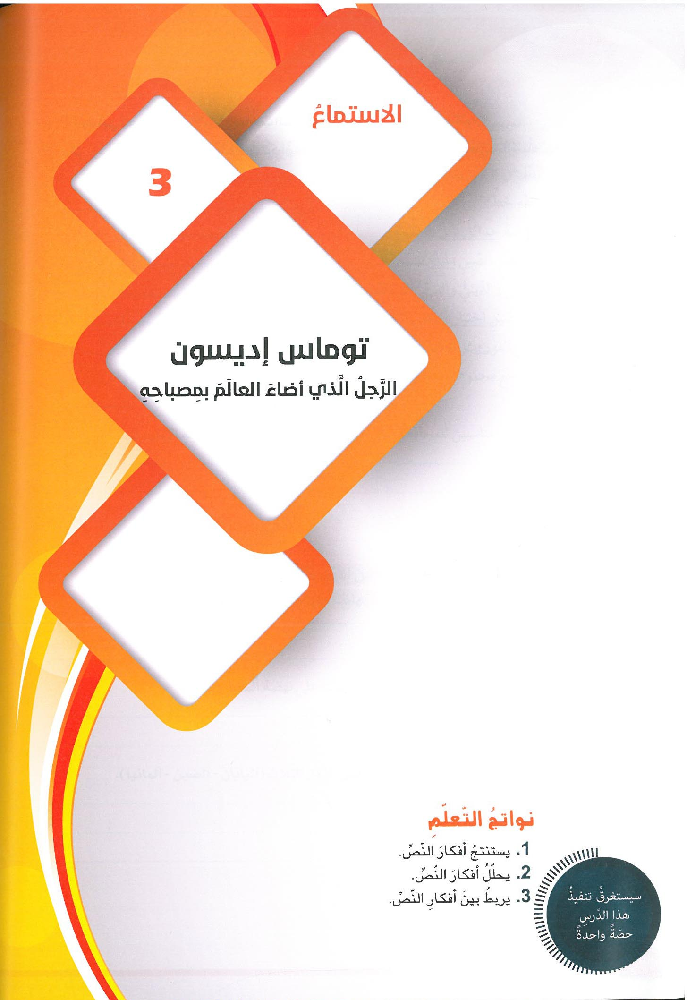 الاستماعُ
3
توماس إديسون
الرَّجلُ الَّذي أضاءَ العالَمَ بمِصباحِهِ
نواتجُ التّعلّمِ
1. يستنتجُ أفكارَ النّصِّ.
2. يحلّلُ أفكارَ النّصِّ.
3. يربطُ بينَ أفكارِ النّصِّ.
سيستغرقُ تنفيذُ
هذا الدّرسِ
حصّةً واحدةً